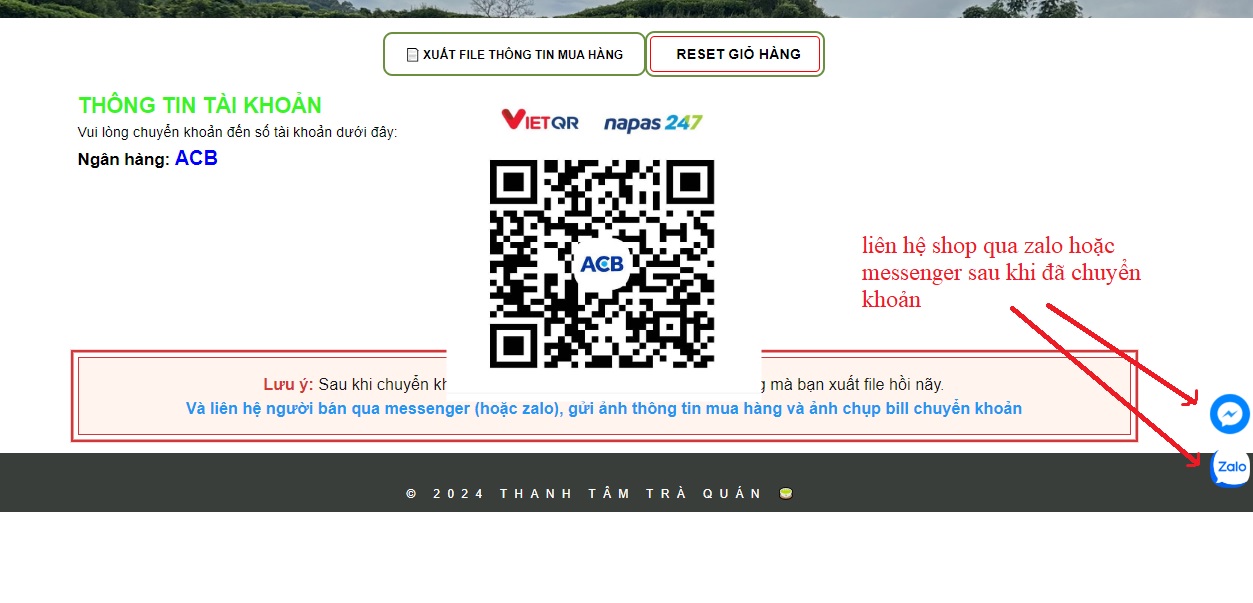 XUẤT FILE THÔNG TIN MUA HÀNG
RESET GIỎ HÀNG
THÔNG TIN TÀI KHOẢN
Vui lòng chuyển khoản đến số tài khoản dưới đây:
Ngân hàng: ACB
VIETQR
napas 247
ACB
liên hệ shop qua zalo hoặc
messenger sau khi đã chuyển
khoản
Lưu ý: Sau khi chuyển mà bạn xuất file hồi nãy.
Và liên hệ người bán qua messenger (hoặc zalo), gửi ảnh thông tin mua hàng và ảnh chụp bill chuyển khoản
Zalo
© 2024 THANH TÂM TRÀ QUÁN 🍵